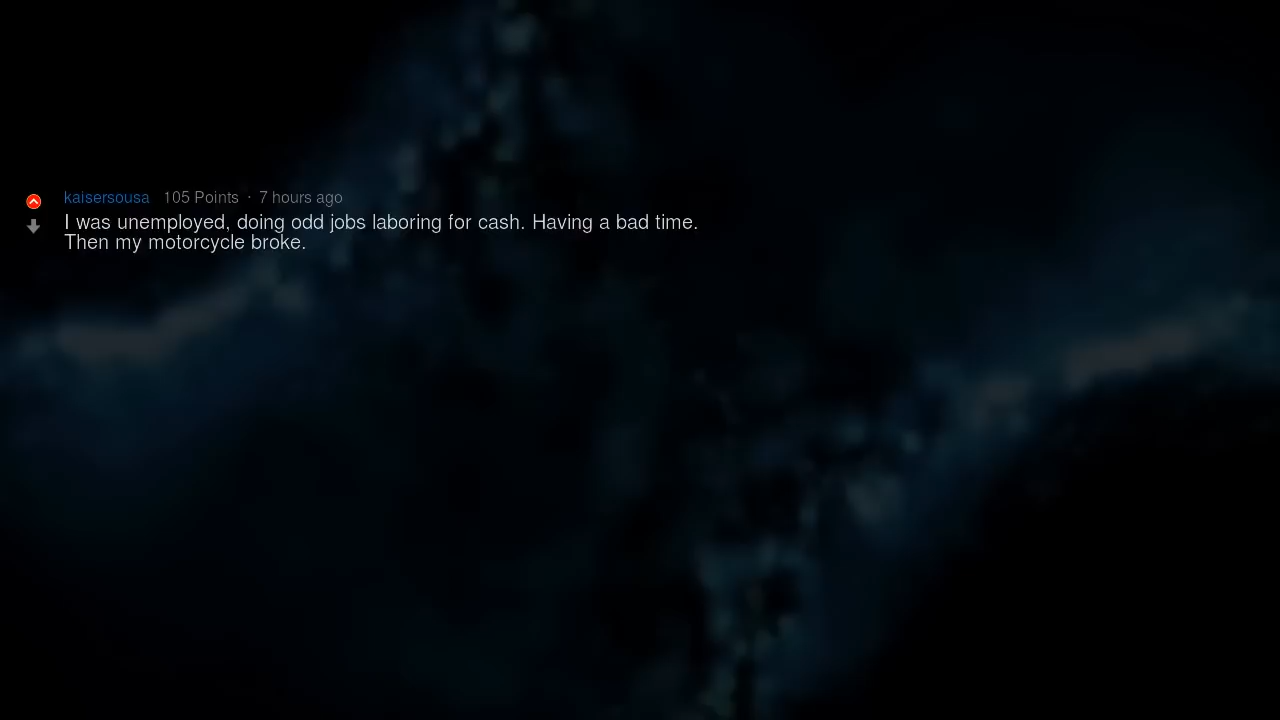 kaisersousa 105 Points · 7 hours ago
I was unemployed, doing odd jobs laboring for cash. Having a bad time.
Then my motorcycle broke.